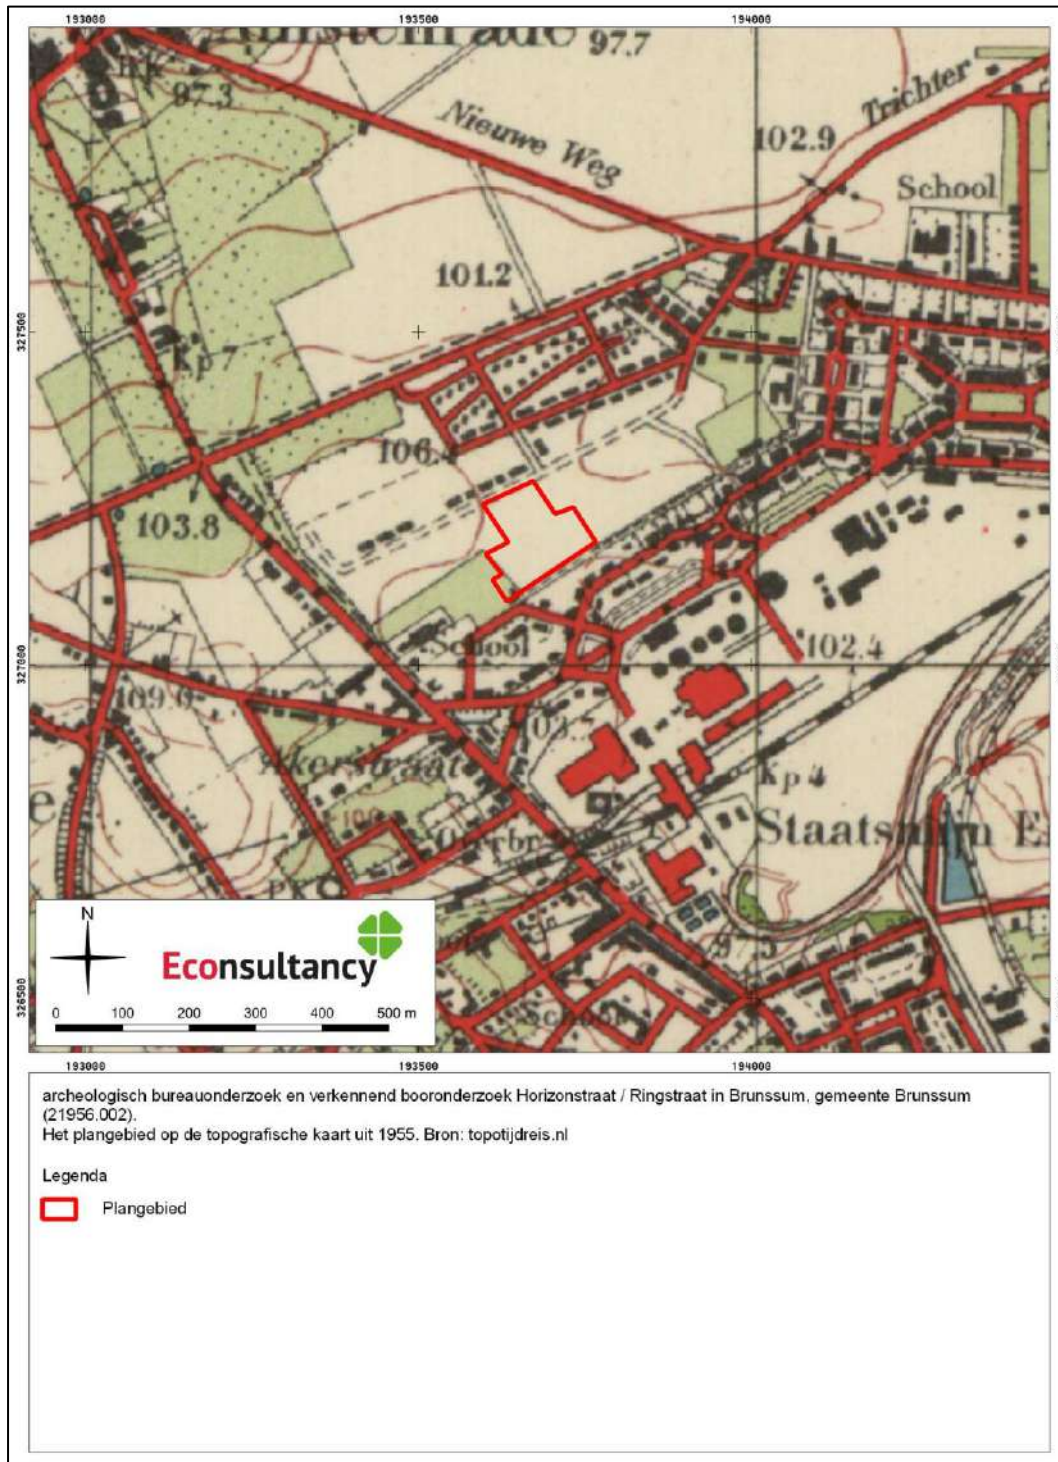 193000 193500 194000
97.7
97.3
Nieuwe Weg
Trichter
102.9
School
101.2
327500
Kp 7
106.4
103.8
School
102.4
327000
109.0
Akerstraat
Kp 4
Staatsmijn E
N
Econsultancy
0 100 200 300 400 500 m
326500
School
193000 193500 194000
archeologisch bureauonderzoek en verkennend booronderzoek Horizonstraat / Ringstraat in Brunssum, gemeente Brunssum
(21956.002).
Het plangebied op de topografische kaart uit 1955. Bron: topotijdreis.nl
Legenda
Plangebied